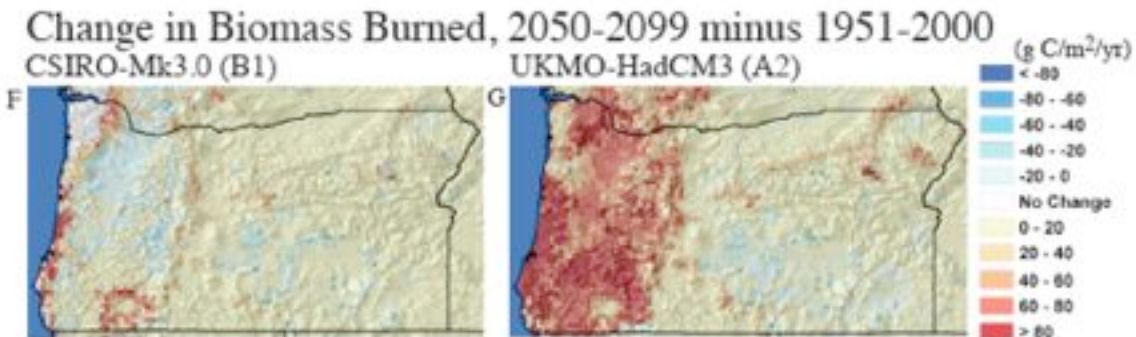 Change in Biomass Burned, 2050-2099 minus 1951-2000
CSIRO-Mk3.0 (B1)
UKMO-HadCM3 (A2)
(g C/m²/yr)
F
G
< -80
-80 - -60
-60 - -40
-40 - -20
-20 - 0
No Change
0 - 20
20 - 40
40 - 60
60 - 80
> 80